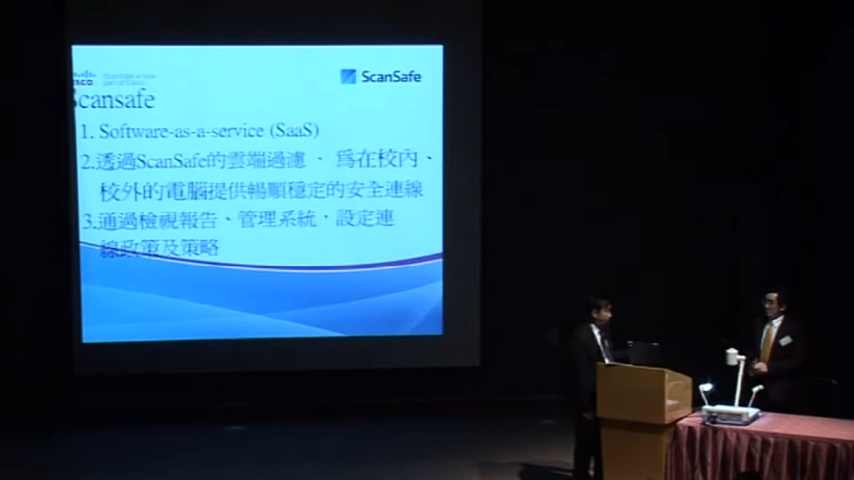 ScanSafe
Scansafe
1. Software-as-a-service (SaaS)
2.透過ScanSafe的雲端過濾， 為在校內、
校外的電腦提供暢順穩定的安全連線
3.通過檢視報告、管理系統，設定連
線政策及策略